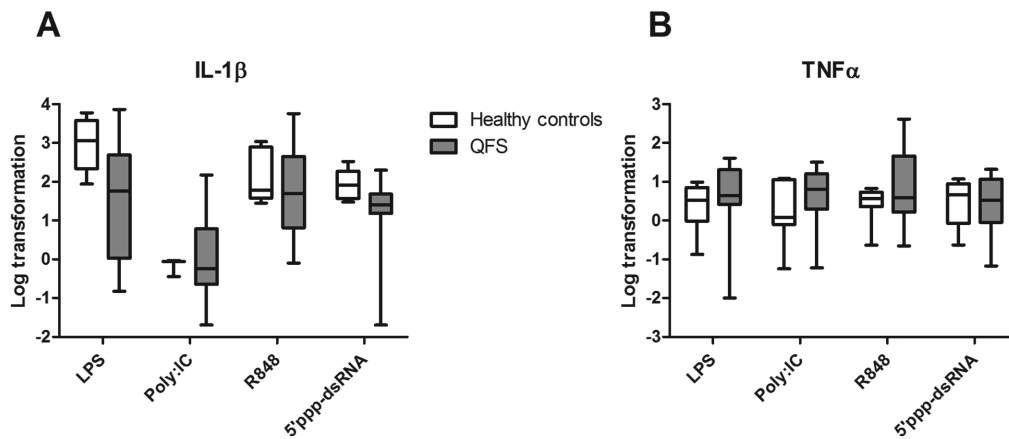 A
IL-1β
Log transformation
4
3
2
1
0
-1
-2
LPS
Poly:IC
R848
5'ppp-dsRNA
Healthy controls
QFS
B
TNFα
Log transformation
3
2
1
0
-1
-2
-3
LPS
Poly:IC
R848
5'ppp-dsRNA